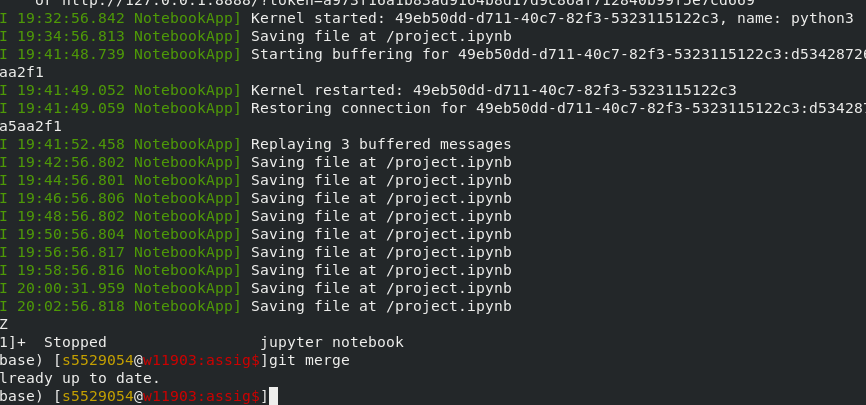 or http://127.0.0.1:8888/?token=a973f16a1b83ad9164b8d17d9c86af712840b99f5e7cd669
I 19:32:56.842 NotebookApp] Kernel started: 49eb50dd-d711-40c7-82f3-5323115122c3, name: python3
I 19:34:56.813 NotebookApp] Saving file at /project.ipynb
I 19:41:48.739 NotebookApp] Starting buffering for 49eb50dd-d711-40c7-82f3-5323115122c3:d5342872
aa2f1
I 19:41:49.052 NotebookApp] Kernel restarted: 49eb50dd-d711-40c7-82f3-5323115122c3
I 19:41:49.059 NotebookApp] Restoring connection for 49eb50dd-d711-40c7-82f3-5323115122c3:d53428
a5aa2f1
I 19:41:52.458 NotebookApp] Replaying 3 buffered messages
I 19:42:56.802 NotebookApp] Saving file at /project.ipynb
I 19:44:56.801 NotebookApp] Saving file at /project.ipynb
I 19:46:56.806 NotebookApp] Saving file at /project.ipynb
I 19:48:56.802 NotebookApp] Saving file at /project.ipynb
I 19:50:56.804 NotebookApp] Saving file at /project.ipynb
I 19:56:56.817 NotebookApp] Saving file at /project.ipynb
I 19:58:56.816 NotebookApp] Saving file at /project.ipynb
I 20:00:31.959 NotebookApp] Saving file at /project.ipynb
I 20:02:56.818 NotebookApp] Saving file at /project.ipynb
Z
1]+  Stopped                 jupyter notebook
base) [s5529054@w11903:assig$]git merge
lready up to date.
base) [s5529054@w11903:assig$]